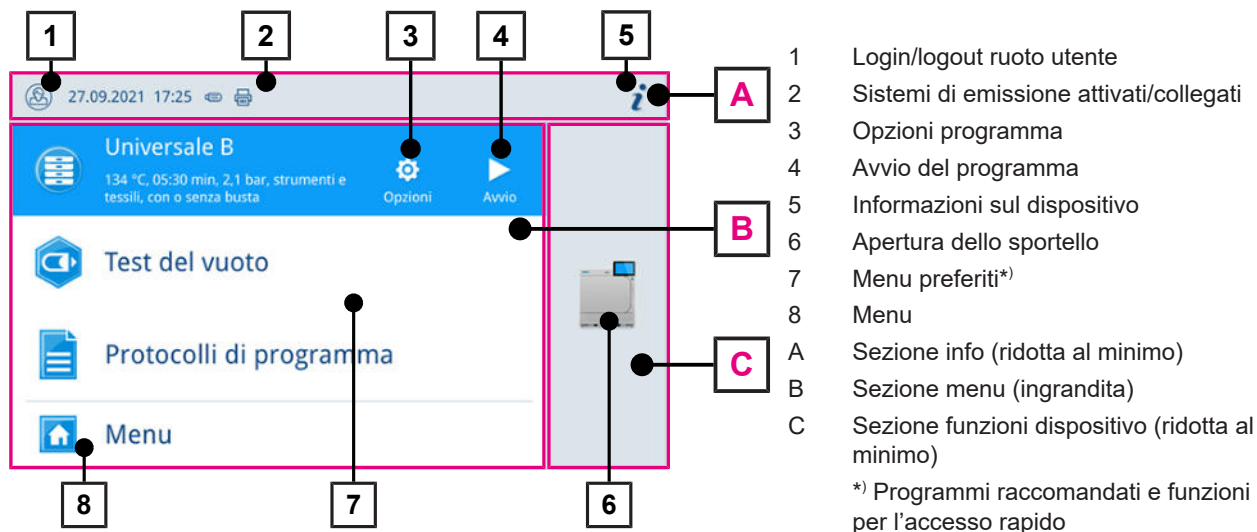 1 2 3 4 5
27.09.2021 17:25
i
A
Universale B
134 °C, 05:30 min, 2,1 bar, strumenti e
tessili, con o senza busta
Opzioni
Avvio
B
Test del vuoto
Protocolli di programma
C
Menu
8 7 6
1 Login/logout ruoto utente
2 Sistemi di emissione attivati/collegati
3 Opzioni programma
4 Avvio del programma
5 Informazioni sul dispositivo
6 Apertura dello sportello
7 Menu preferiti*)
8 Menu
A Sezione info (ridotta al minimo)
B Sezione menu (ingrandita)
C Sezione funzioni dispositivo (ridotta al
minimo)
*) Programmi raccomandati e funzioni
per l'accesso rapido